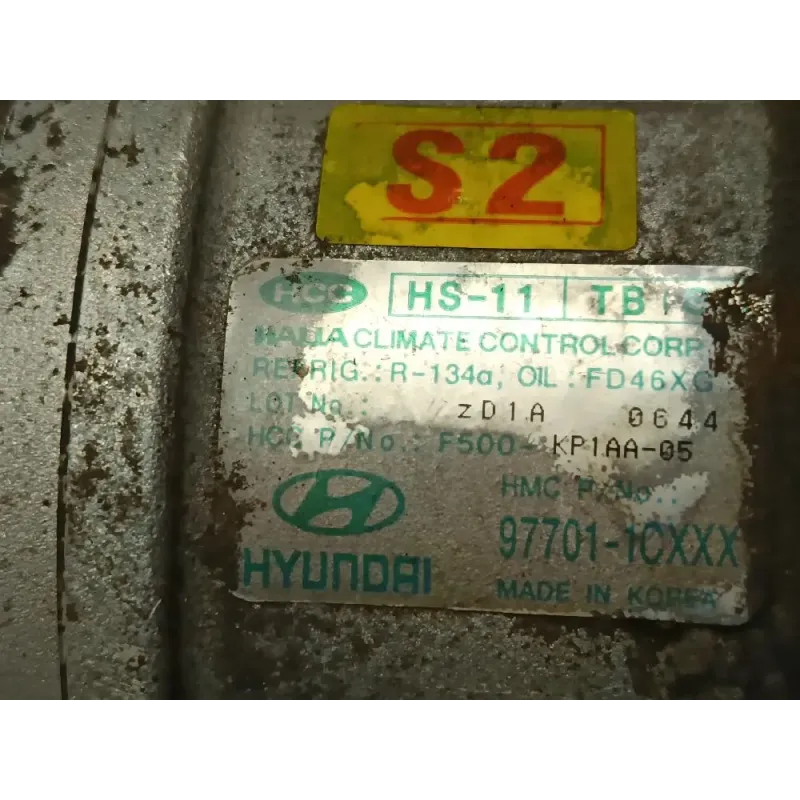 S2
HCC HS-11 TB
HALLA CLIMATE CONTROL CORP
REFRIG.: R-134a, OIL : FD46XG
LOT No.: zD1A 0644
HCC P/No.: F500-KP1AA-05
HMC P/No.:
97701-1CXXX
HYUNDAI
MADE IN KOREA